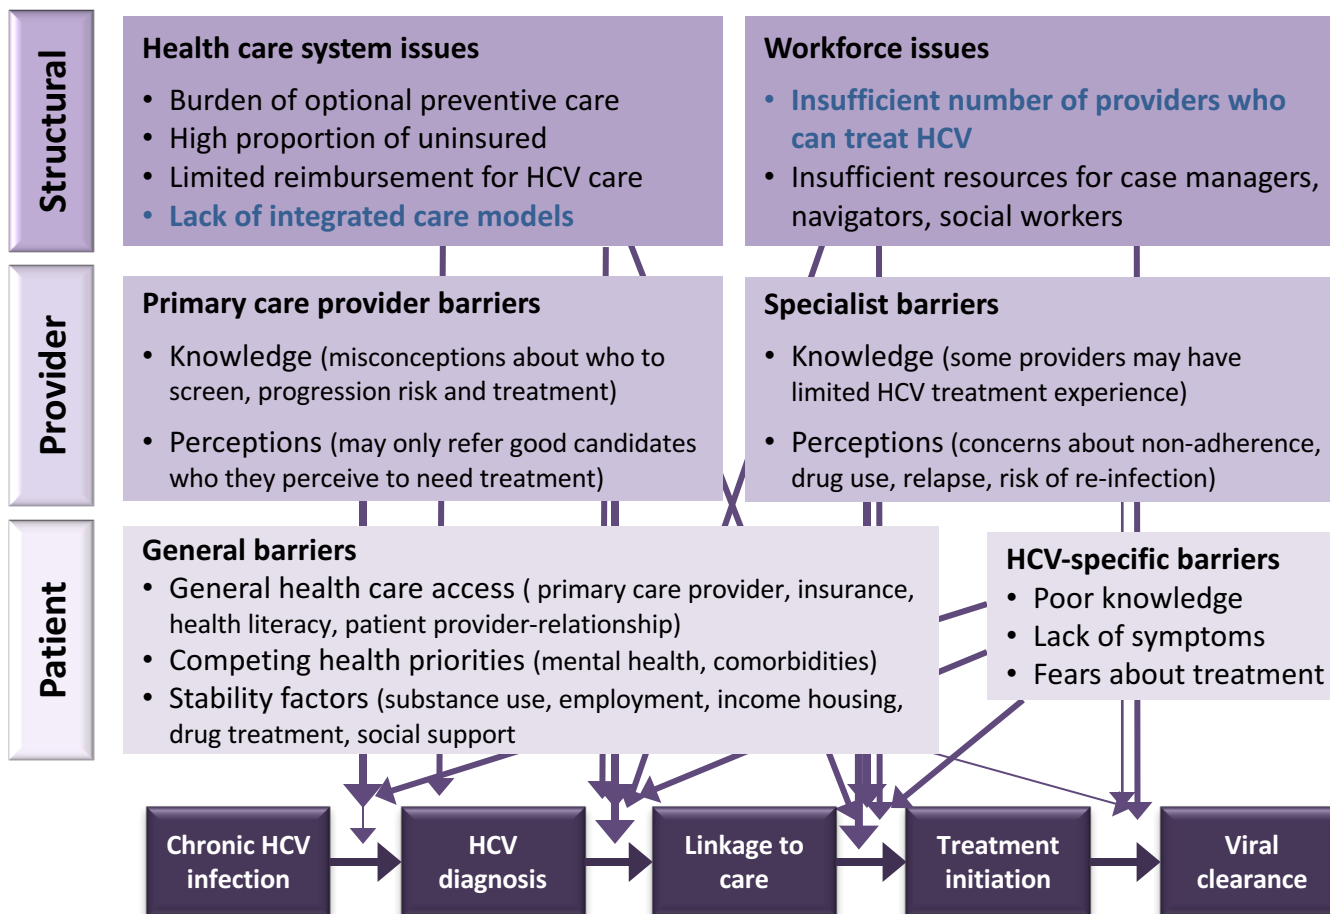 Structural
Health care system issues
• Burden of optional preventive care
• High proportion of uninsured
• Limited reimbursement for HCV care
• Lack of integrated care models
Workforce issues
• Insufficient number of providers who
can treat HCV
• Insufficient resources for case managers,
navigators, social workers
Provider
Primary care provider barriers
• Knowledge (misconceptions about who to
screen, progression risk and treatment)
• Perceptions (may only refer good candidates
who they perceive to need treatment)
Specialist barriers
• Knowledge (some providers may have
limited HCV treatment experience)
• Perceptions (concerns about non-adherence,
drug use, relapse, risk of re-infection)
Patient
General barriers
• General health care access ( primary care provider, insurance,
health literacy, patient provider-relationship)
• Competing health priorities (mental health, comorbidities)
• Stability factors (substance use, employment, income housing,
drug treatment, social support
HCV-specific barriers
• Poor knowledge
• Lack of symptoms
• Fears about treatment
Chronic HCV
infection
HCV
diagnosis
Linkage to
care
Treatment
initiation
Viral
clearance